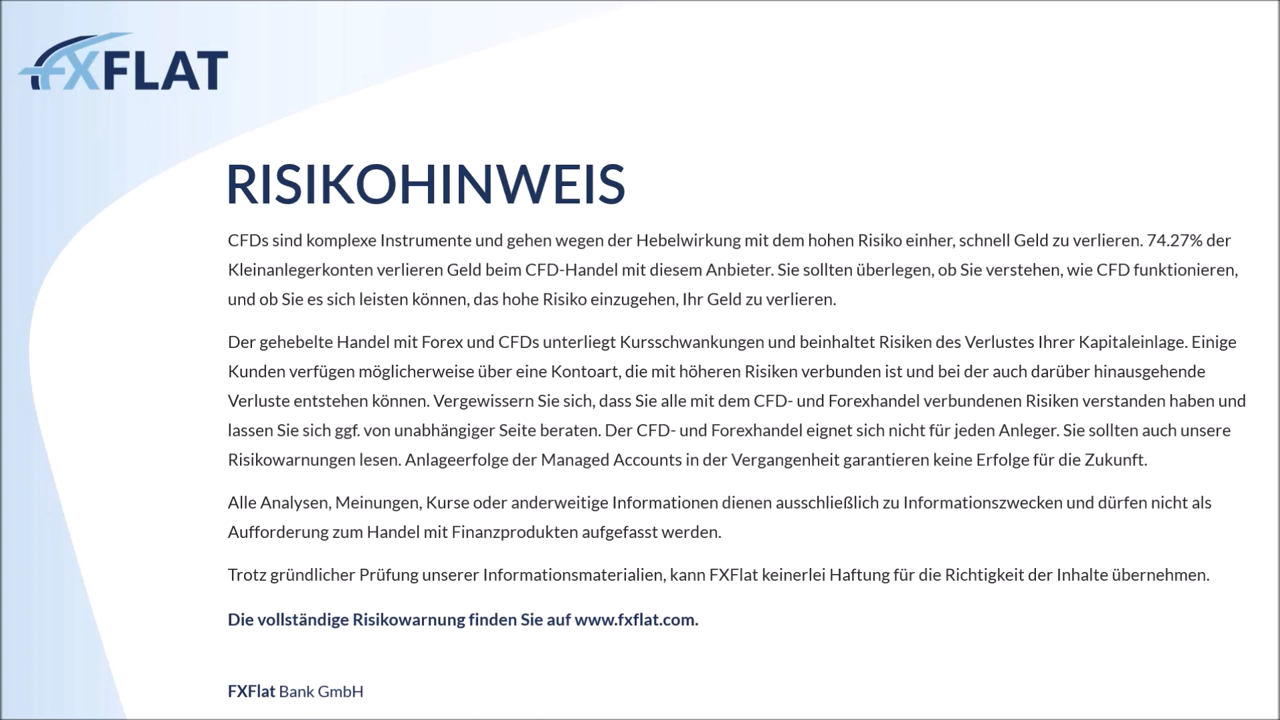 FXFLAT
RISIKOHINWEIS
CFDs sind komplexe Instrumente und gehen wegen der Hebelwirkung mit dem hohen Risiko einher, schnell Geld zu verlieren. 74.27% der
Kleinanlegerkonten verlieren Geld beim CFD-Handel mit diesem Anbieter. Sie sollten überlegen, ob Sie verstehen, wie CFD funktionieren,
und ob Sie es sich leisten können, das hohe Risiko einzugehen, Ihr Geld zu verlieren.
Der gehebelte Handel mit Forex und CFDs unterliegt Kursschwankungen und beinhaltet Risiken des Verlustes Ihrer Kapitaleinlage. Einige
Kunden verfügen möglicherweise über eine Kontoart, die mit höheren Risiken verbunden ist und bei der auch darüber hinausgehende
Verluste entstehen können. Vergewissern Sie sich, dass Sie alle mit dem CFD- und Forexhandel verbundenen Risiken verstanden haben und
lassen Sie sich ggf. von unabhängiger Seite beraten. Der CFD- und Forexhandel eignet sich nicht für jeden Anleger. Sie sollten auch unsere
Risikowarnungen lesen. Anlageerfolge der Managed Accounts in der Vergangenheit garantieren keine Erfolge für die Zukunft.
Alle Analysen, Meinungen, Kurse oder anderweitige Informationen dienen ausschließlich zu Informationszwecken und dürfen nicht als
Aufforderung zum Handel mit Finanzprodukten aufgefasst werden.
Trotz gründlicher Prüfung unserer Informationsmaterialien, kann FXFlat keinerlei Haftung für die Richtigkeit der Inhalte übernehmen.
Die vollständige Risikowarnung finden Sie auf www.fxflat.com.
FXFlat Bank GmbH